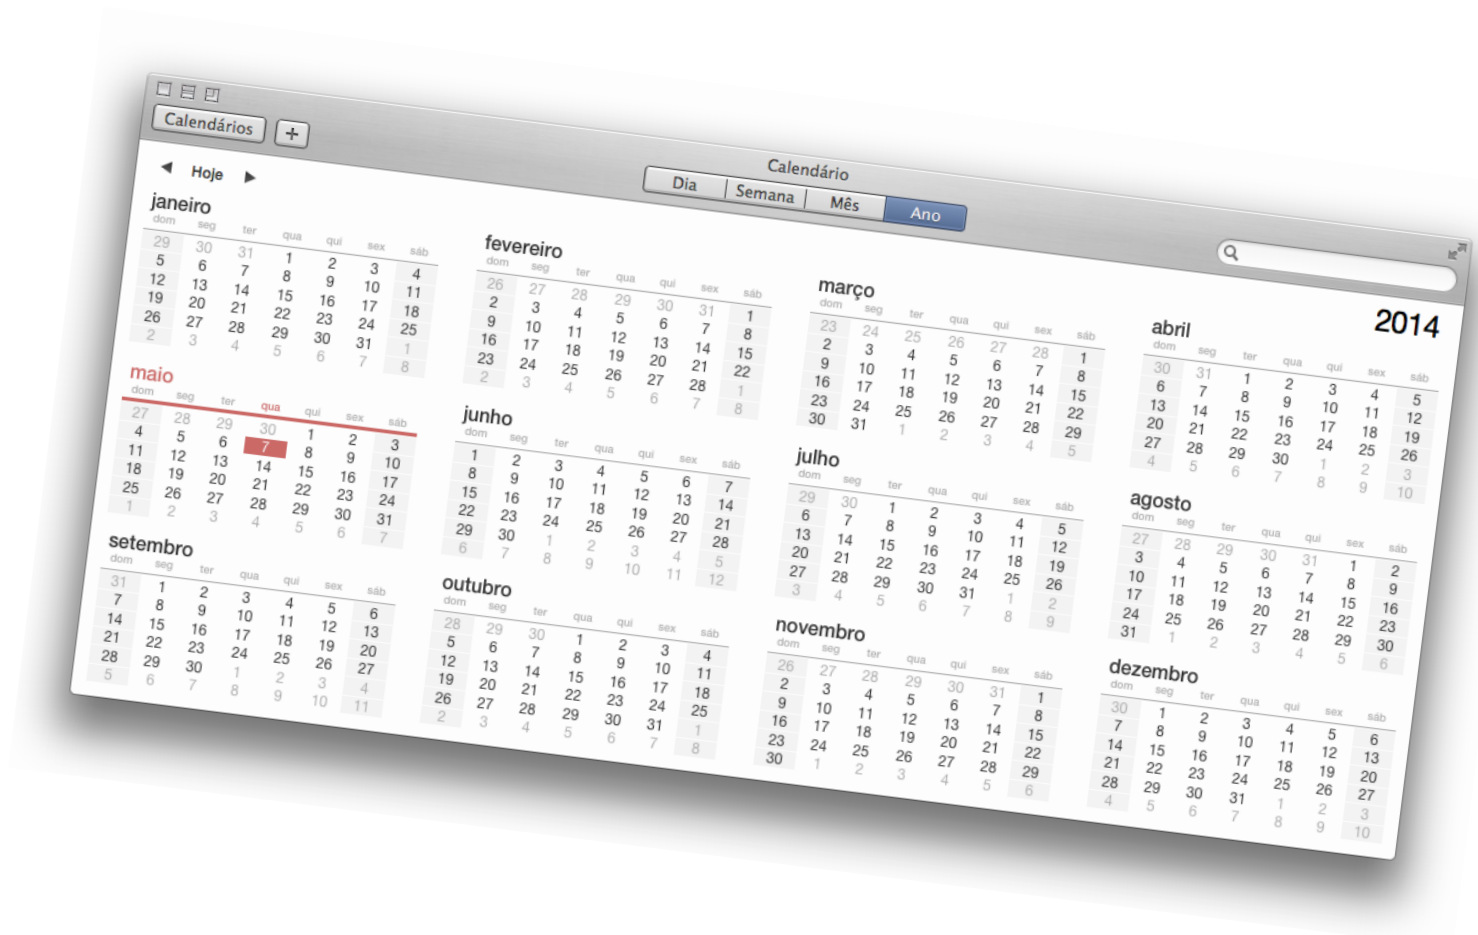 Calendários +
Calendário
Dia Semana Mês Ano
Hoje
2014
janeiro
dom seg ter qua qui sex sáb
29 30 31 1 2 3 4
5 6 7 8 9 10 11
12 13 14 15 16 17 18
19 20 21 22 23 24 25
26 27 28 29 30 31 1
2 3 4 5 6 7 8
fevereiro
dom seg ter qua qui sex sáb
26 27 28 29 30 31 1
2 3 4 5 6 7 8
9 10 11 12 13 14 15
16 17 18 19 20 21 22
23 24 25 26 27 28 1
2 3 4 5 6 7 8
março
dom seg ter qua qui sex sáb
23 24 25 26 27 28 1
2 3 4 5 6 7 8
9 10 11 12 13 14 15
16 17 18 19 20 21 22
23 24 25 26 27 28 29
30 31 1 2 3 4 5
abril
dom seg ter qua qui sex sáb
30 31 1 2 3 4 5
6 7 8 9 10 11 12
13 14 15 16 17 18 19
20 21 22 23 24 25 26
27 28 29 30 1 2 3
4 5 6 7 8 9 10
maio
dom seg ter qua qui sex sáb
27 28 29 30 1 2 3
4 5 6 7 8 9 10
11 12 13 14 15 16 17
18 19 20 21 22 23 24
25 26 27 28 29 30 31
1 2 3 4 5 6 7
junho
dom seg ter qua qui sex sáb
1 2 3 4 5 6 7
8 9 10 11 12 13 14
15 16 17 18 19 20 21
22 23 24 25 26 27 28
29 30 1 2 3 4 5
6 7 8 9 10 11 12
julho
dom seg ter qua qui sex sáb
29 30 1 2 3 4 5
6 7 8 9 10 11 12
13 14 15 16 17 18 19
20 21 22 23 24 25 26
27 28 29 30 31 1 2
3 4 5 6 7 8 9
agosto
dom seg ter qua qui sex sáb
27 28 29 30 31 1 2
3 4 5 6 7 8 9
10 11 12 13 14 15 16
17 18 19 20 21 22 23
24 25 26 27 28 29 30
31 1 2 3 4 5 6
setembro
dom seg ter qua qui sex sáb
31 1 2 3 4 5 6
7 8 9 10 11 12 13
14 15 16 17 18 19 20
21 22 23 24 25 26 27
28 29 30 1 2 3 4
5 6 7 8 9 10 11
outubro
dom seg ter qua qui sex sáb
28 29 30 1 2 3 4
5 6 7 8 9 10 11
12 13 14 15 16 17 18
19 20 21 22 23 24 25
26 27 28 29 30 31 1
2 3 4 5 6 7 8
novembro
dom seg ter qua qui sex sáb
26 27 28 29 30 31 1
2 3 4 5 6 7 8
9 10 11 12 13 14 15
16 17 18 19 20 21 22
23 24 25 26 27 28 29
30 1 2 3 4 5 6
dezembro
dom seg ter qua qui sex sáb
30 1 2 3 4 5 6
7 8 9 10 11 12 13
14 15 16 17 18 19 20
21 22 23 24 25 26 27
28 29 30 31 1 2 3
4 5 6 7 8 9 10